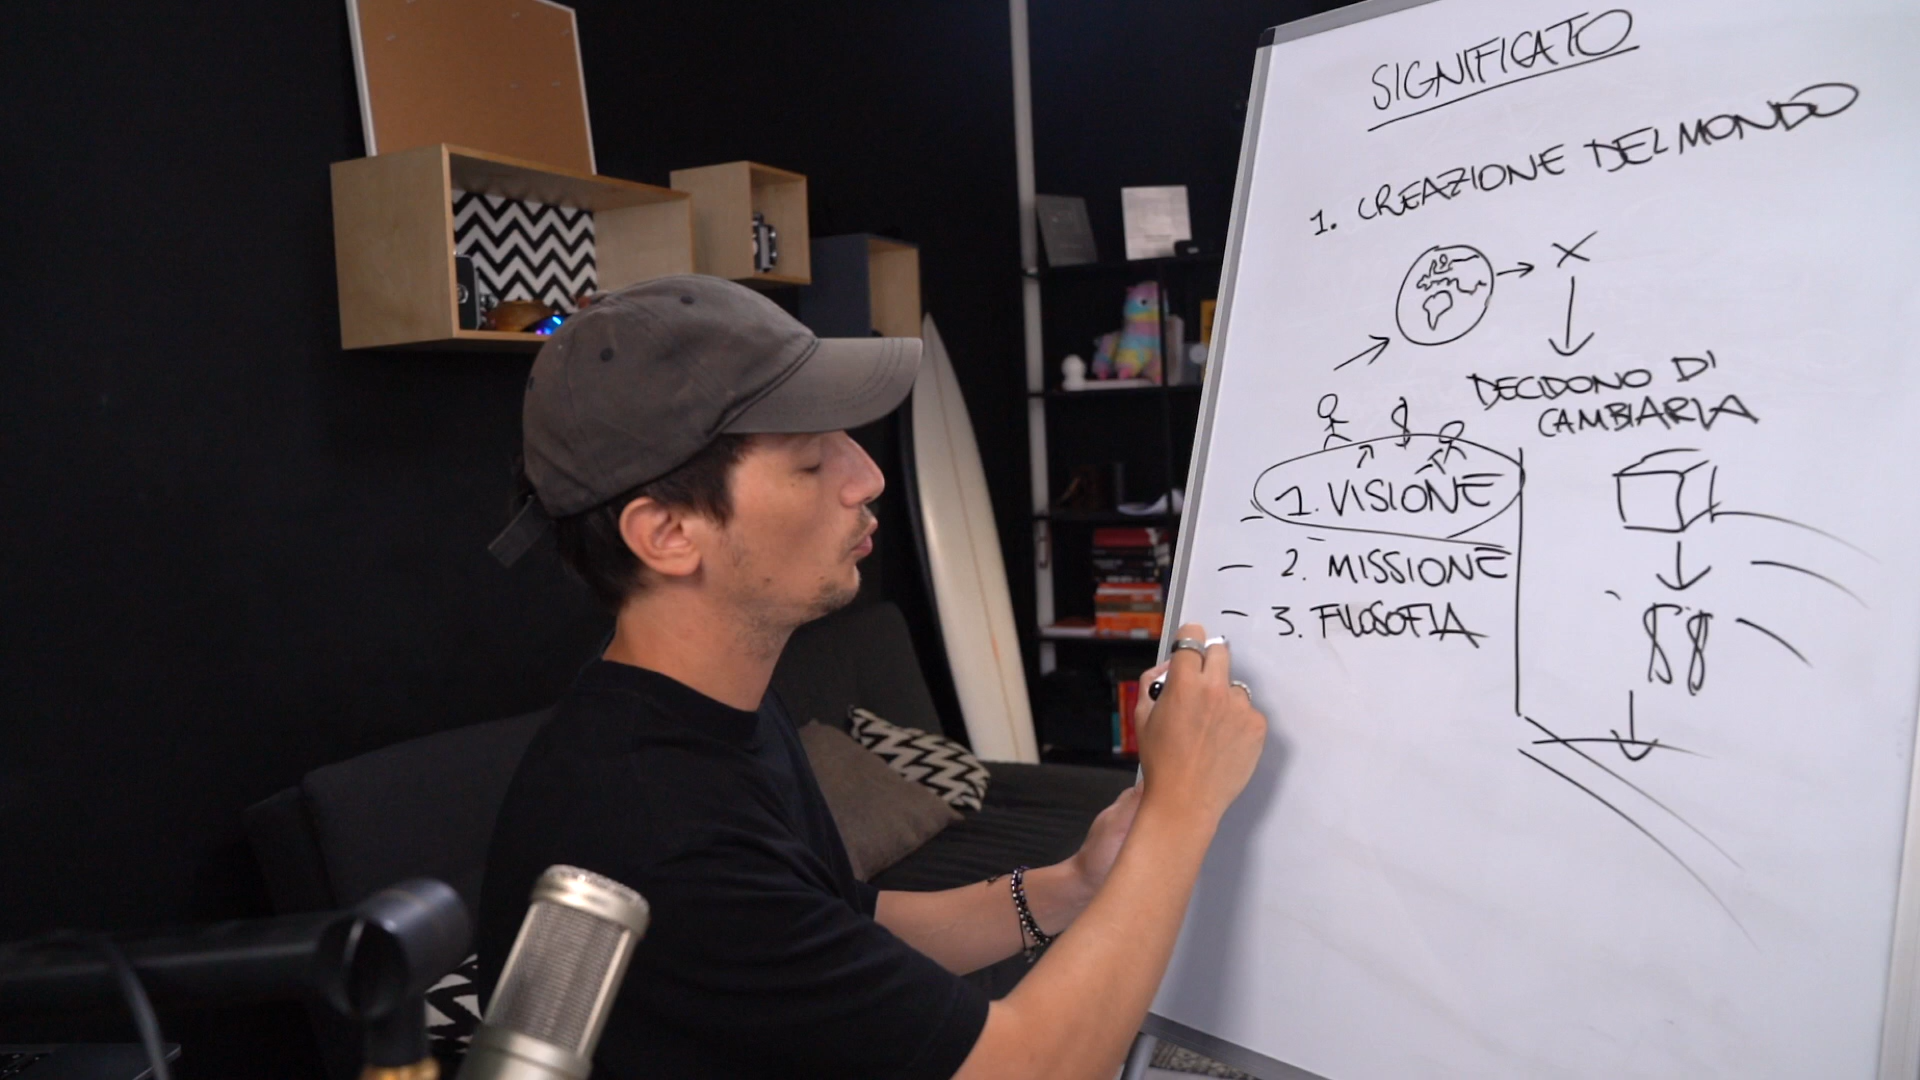 SIGNIFICATO
1. CREAZIONE DEL MONDO
X
DECIDONO DI
CAMBIARLA
1. VISIONE
2. MISSIONE
3. FILOSOFIA